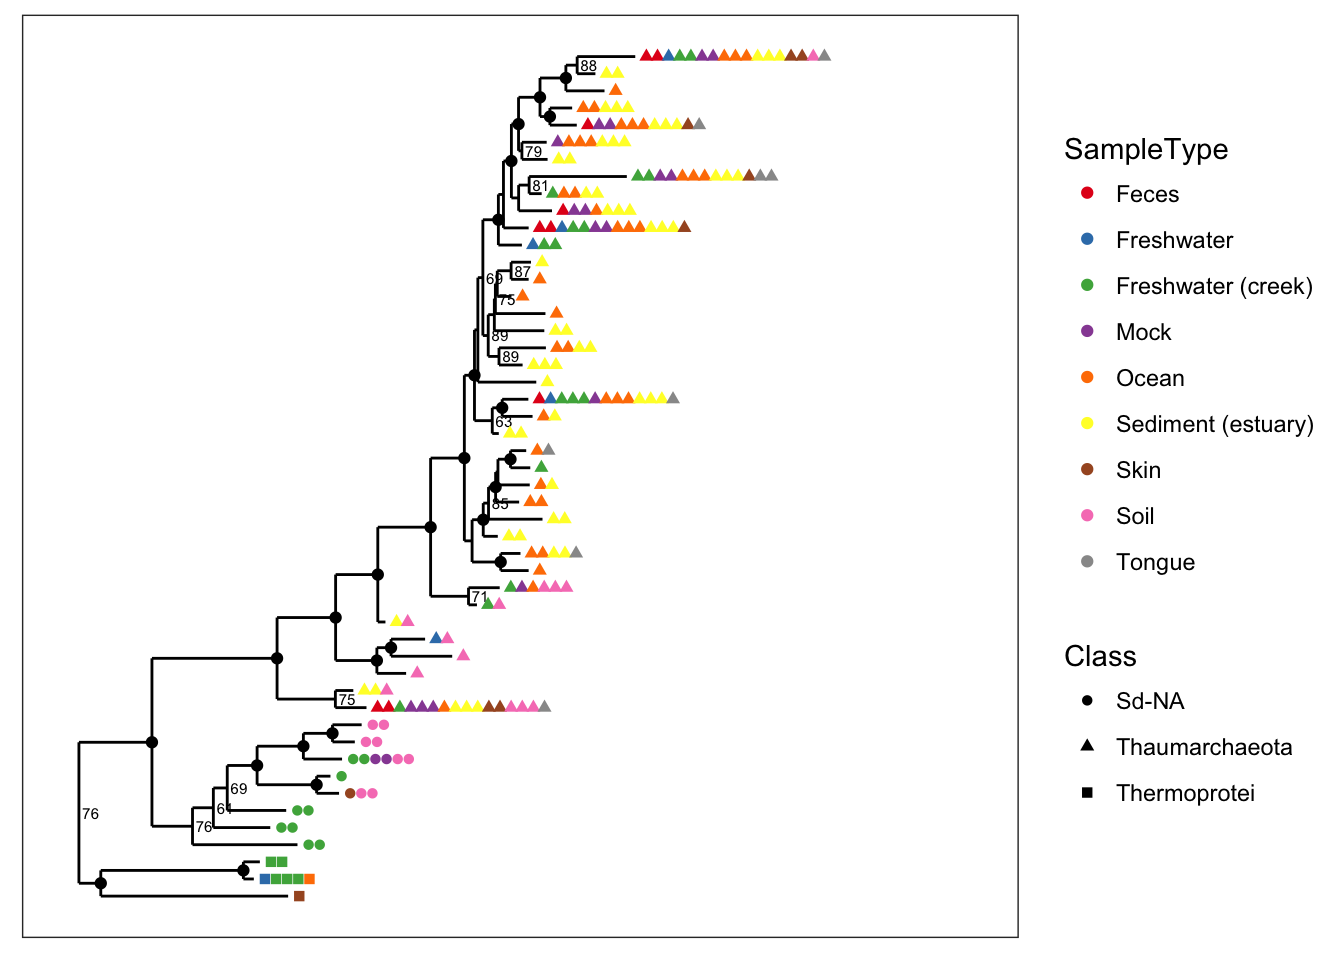 88
79
81
69
87
75
89
89
63
85
71
75
69
61
76
76
SampleType
Feces
Freshwater
Freshwater (creek)
Mock
Ocean
Sediment (estuary)
Skin
Soil
Tongue
Class
Sd-NA
Thaumarchaeota
Thermoprotei